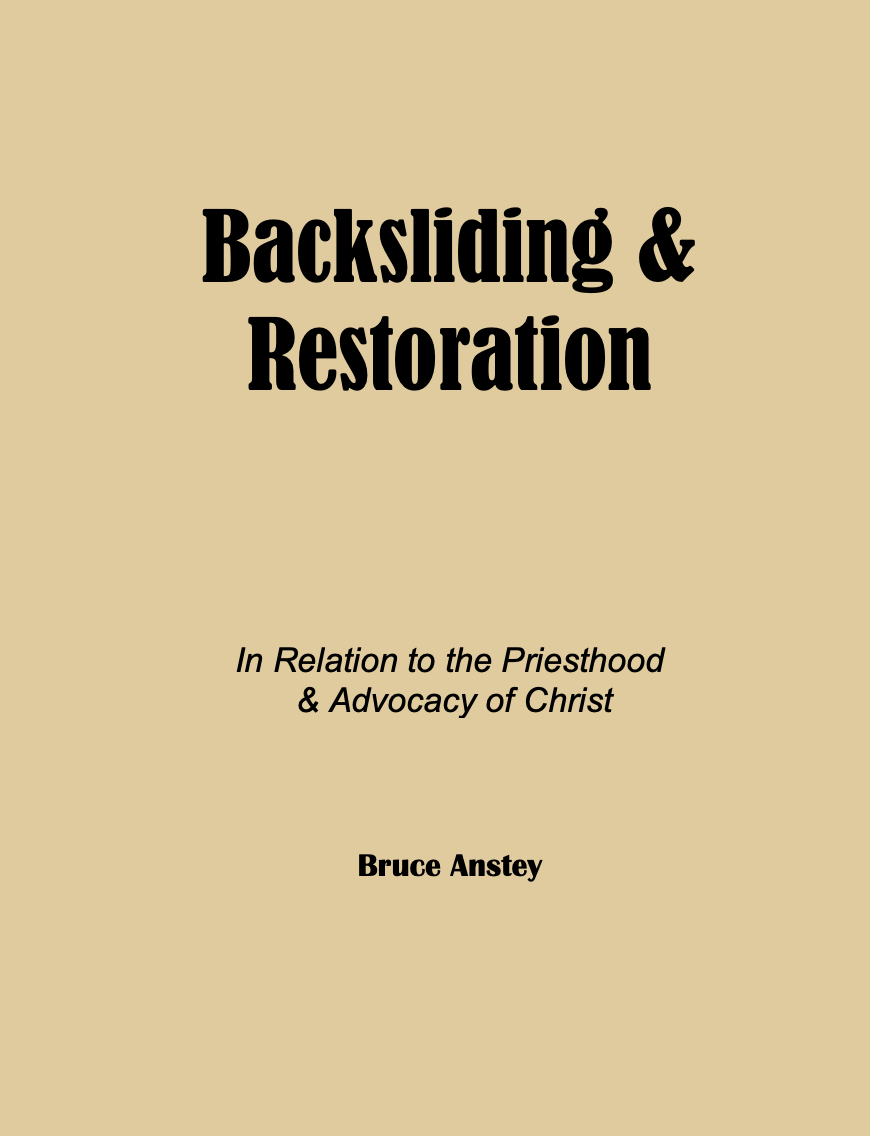 Backsliding &
Restoration
In Relation to the Priesthood
& Advocacy of Christ
Bruce Anstey